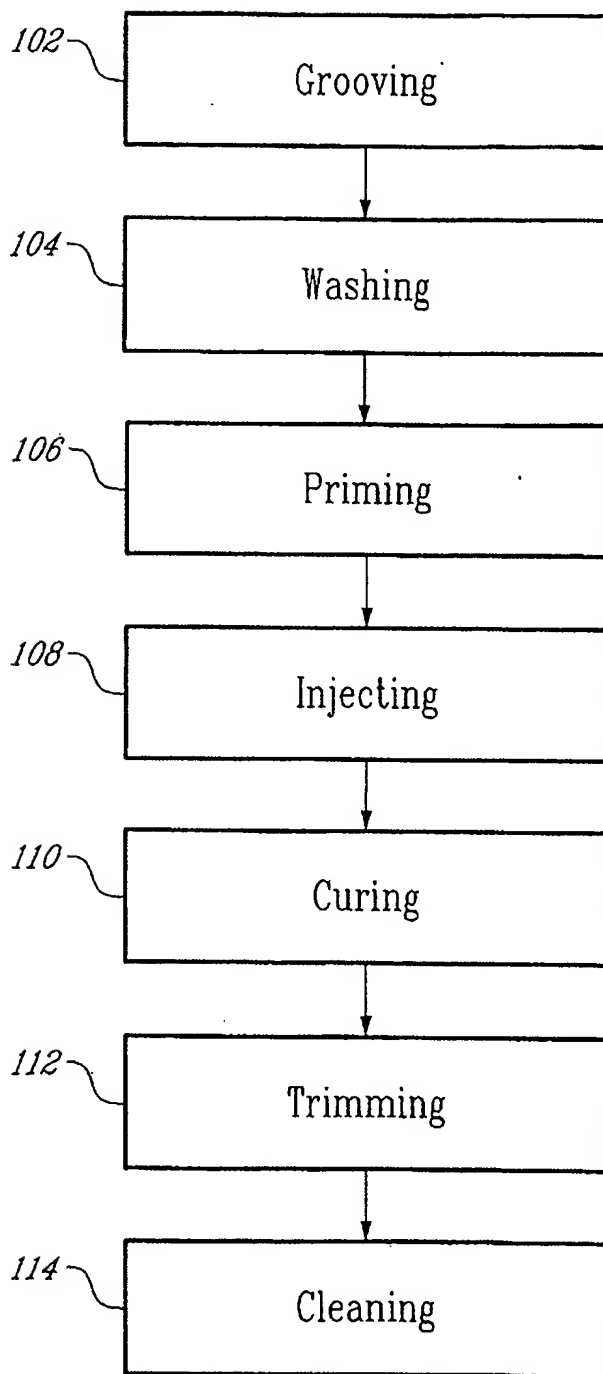 102
Grooving
104
Washing
106
Priming
108
Injecting
110
Curing
112
Trimming
114
Cleaning